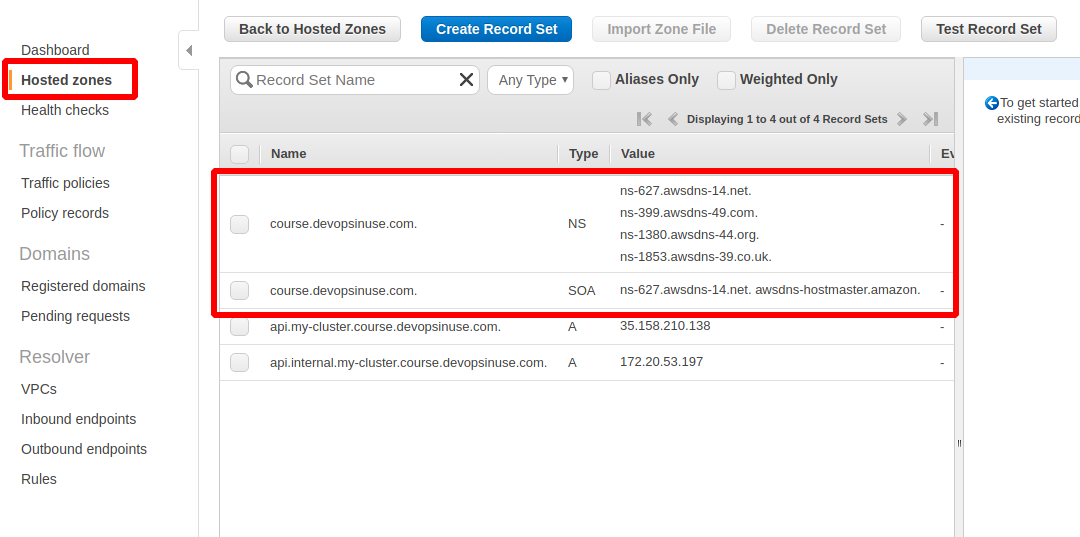 Dashboard
Hosted zones
Health checks
Traffic flow
Traffic policies
Policy records
Domains
Registered domains
Pending requests
Resolver
VPCs
Inbound endpoints
Outbound endpoints
Rules
Back to Hosted Zones Create Record Set Import Zone File Delete Record Set Test Record Set
Record Set Name Any Type Aliases Only Weighted Only
Displaying 1 to 4 out of 4 Record Sets
Name Type Value Ev
course.devopsinuse.com. NS ns-627.awsdns-14.net.
ns-399.awsdns-49.com.
ns-1380.awsdns-44.org.
ns-1853.awsdns-39.co.uk.
-
course.devopsinuse.com. SOA ns-627.awsdns-14.net. awsdns-hostmaster.amazon. -
api.my-cluster.course.devopsinuse.com. A 35.158.210.138 -
api.internal.my-cluster.course.devopsinuse.com. A 172.20.53.197 -
To get started
existing record